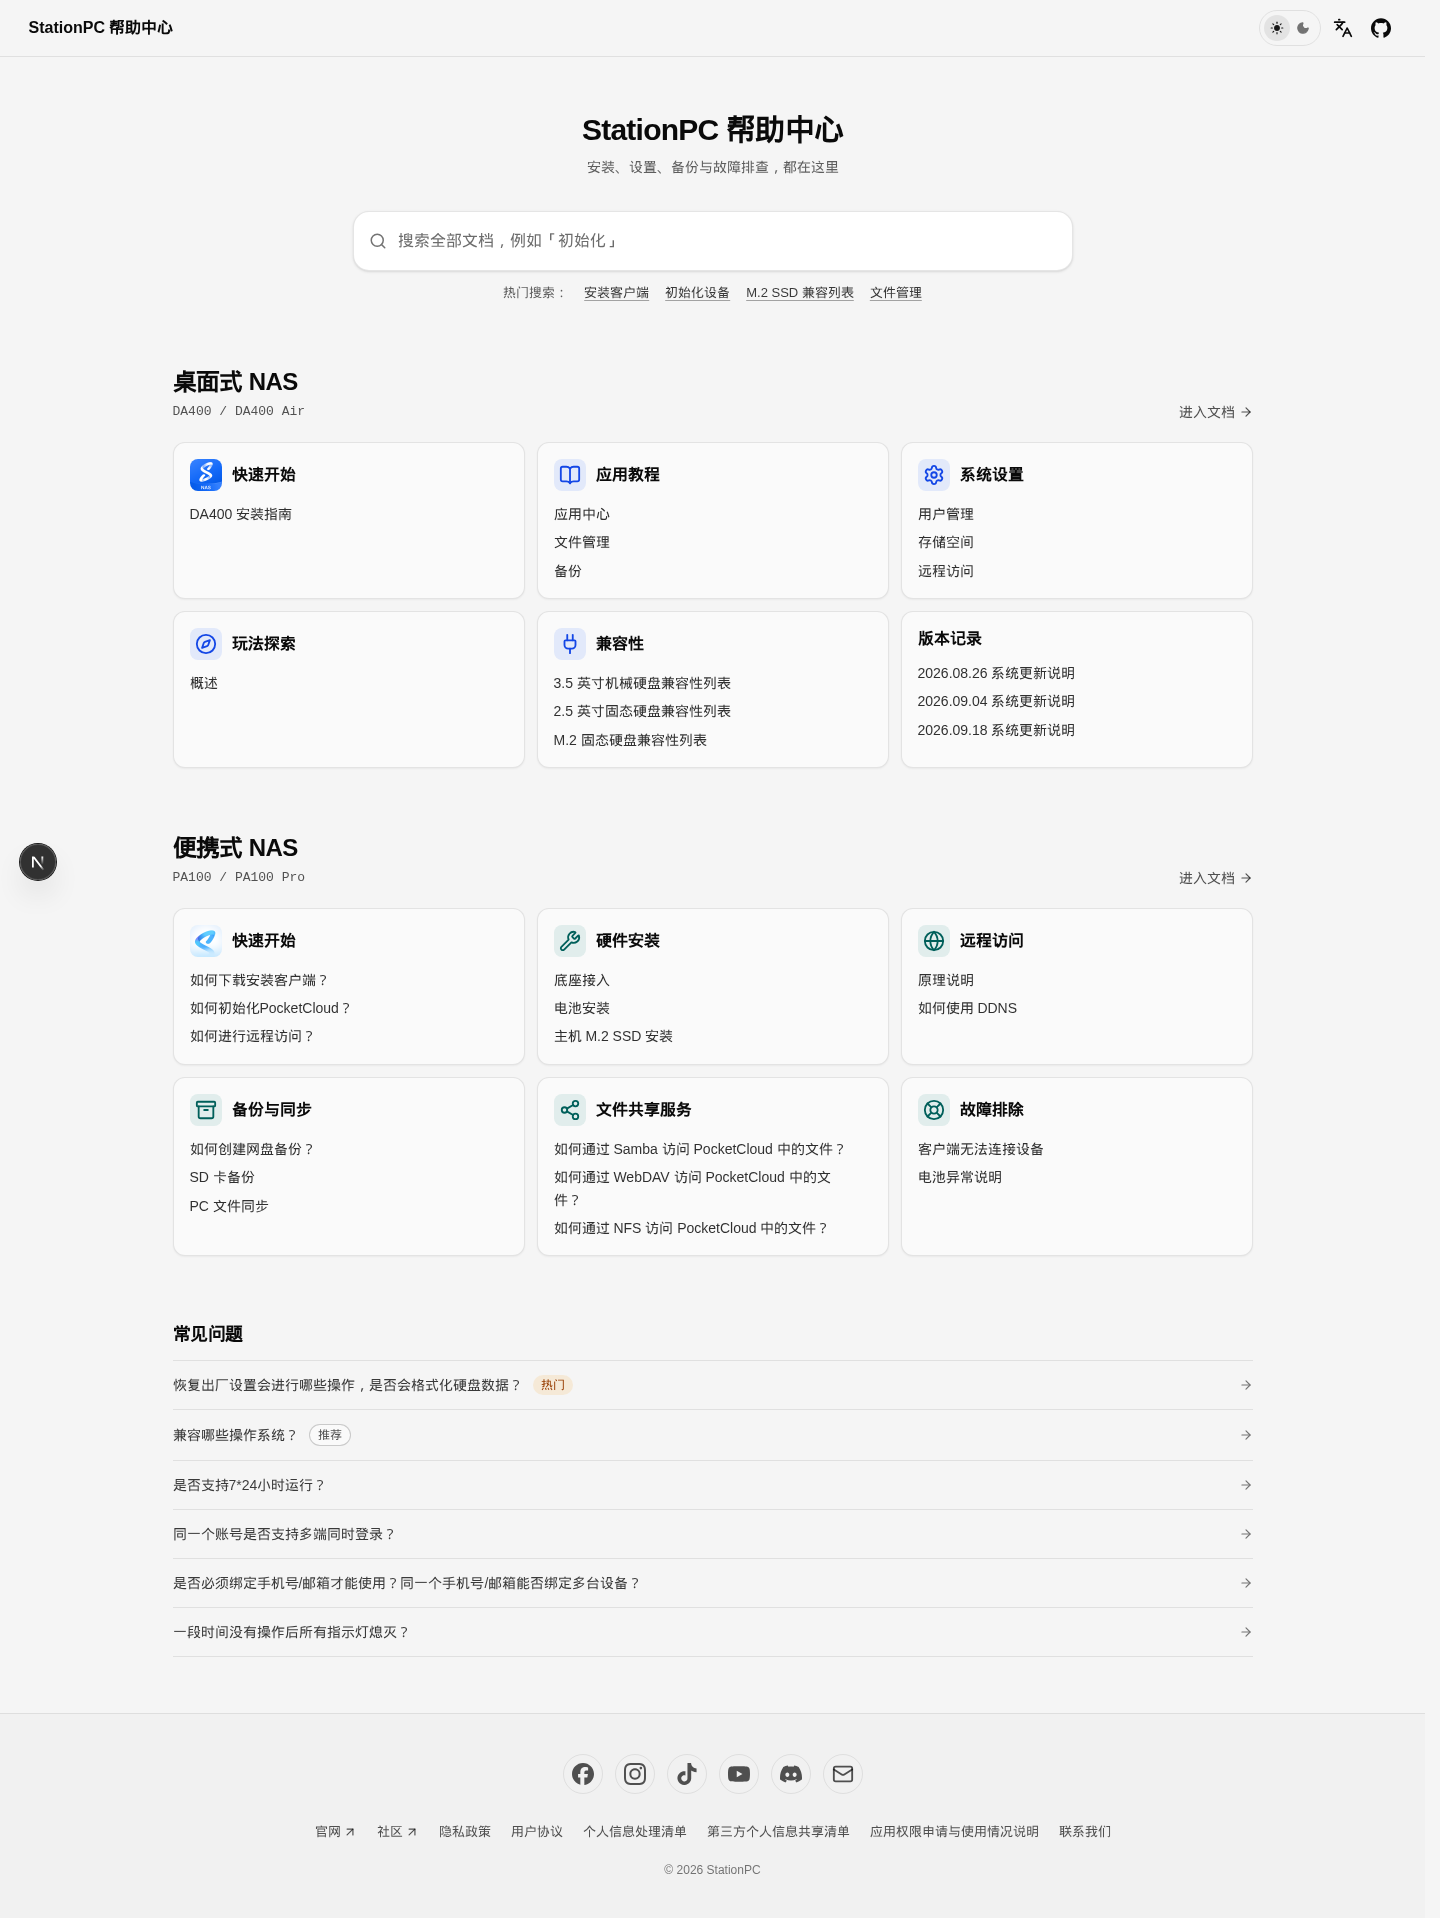 StationPC 帮助中心
StationPC 帮助中心
安装、设置、备份与故障排查，都在这里
搜索全部文档，例如「初始化」
热门搜索： 安装客户端 初始化设备 M.2 SSD 兼容列表 文件管理
桌面式 NAS
DA400 / DA400 Air
进入文档
NAS
快速开始
DA400 安装指南
应用教程
应用中心
文件管理
备份
系统设置
用户管理
存储空间
远程访问
玩法探索
概述
兼容性
3.5 英寸机械硬盘兼容性列表
2.5 英寸固态硬盘兼容性列表
M.2 固态硬盘兼容性列表
版本记录
2026.08.26 系统更新说明
2026.09.04 系统更新说明
2026.09.18 系统更新说明
便携式 NAS
PA100 / PA100 Pro
进入文档
快速开始
如何下载安装客户端？
如何初始化PocketCloud？
如何进行远程访问？
硬件安装
底座接入
电池安装
主机 M.2 SSD 安装
远程访问
原理说明
如何使用 DDNS
备份与同步
如何创建网盘备份？
SD 卡备份
PC 文件同步
文件共享服务
如何通过 Samba 访问 PocketCloud 中的文件？
如何通过 WebDAV 访问 PocketCloud 中的文
件？
如何通过 NFS 访问 PocketCloud 中的文件？
故障排除
客户端无法连接设备
电池异常说明
常见问题
恢复出厂设置会进行哪些操作，是否会格式化硬盘数据？ 热门
兼容哪些操作系统？ 推荐
是否支持7*24小时运行？
同一个账号是否支持多端同时登录？
是否必须绑定手机号/邮箱才能使用？同一个手机号/邮箱能否绑定多台设备？
一段时间没有操作后所有指示灯熄灭？
官网 社区 隐私政策 用户协议 个人信息处理清单 第三方个人信息共享清单 应用权限申请与使用情况说明 联系我们
© 2026 StationPC